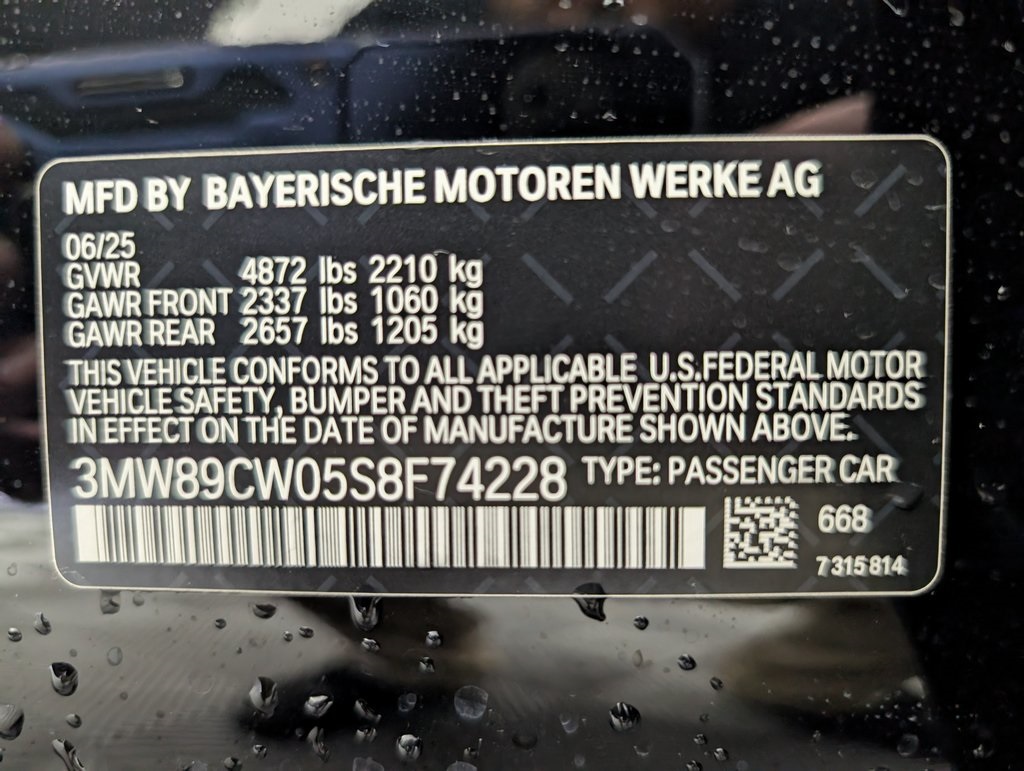 MFD BY BAYERISCHE MOTOREN WERKE AG
06/25
GVWR 4872 lbs 2210 kg
GAWR FRONT 2337 lbs 1060 kg
GAWR REAR 2657 lbs 1205 kg
THIS VEHICLE CONFORMS TO ALL APPLICABLE U.S.FEDERAL MOTOR
VEHICLE SAFETY, BUMPER AND THEFT PREVENTION STANDARDS
IN EFFECT ON THE DATE OF MANUFACTURE SHOWN ABOVE.
3MW89CW05S8F74228 TYPE: PASSENGER CAR
668
7315814